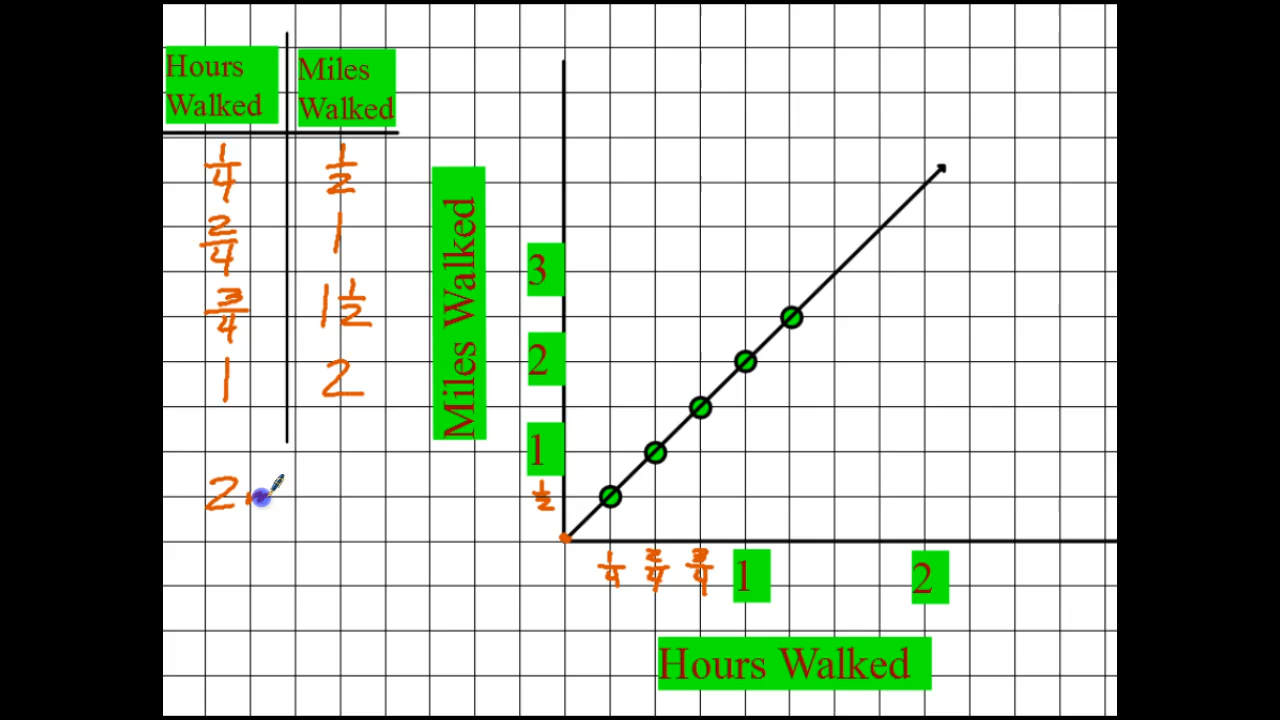 Hours Walked
Miles Walked
1/4 1/2
2/4 1
3/4 1 1/2
1 2
2
Miles Walked
3
2
1
1/2
1/4 2/4 3/4 1 2
Hours Walked